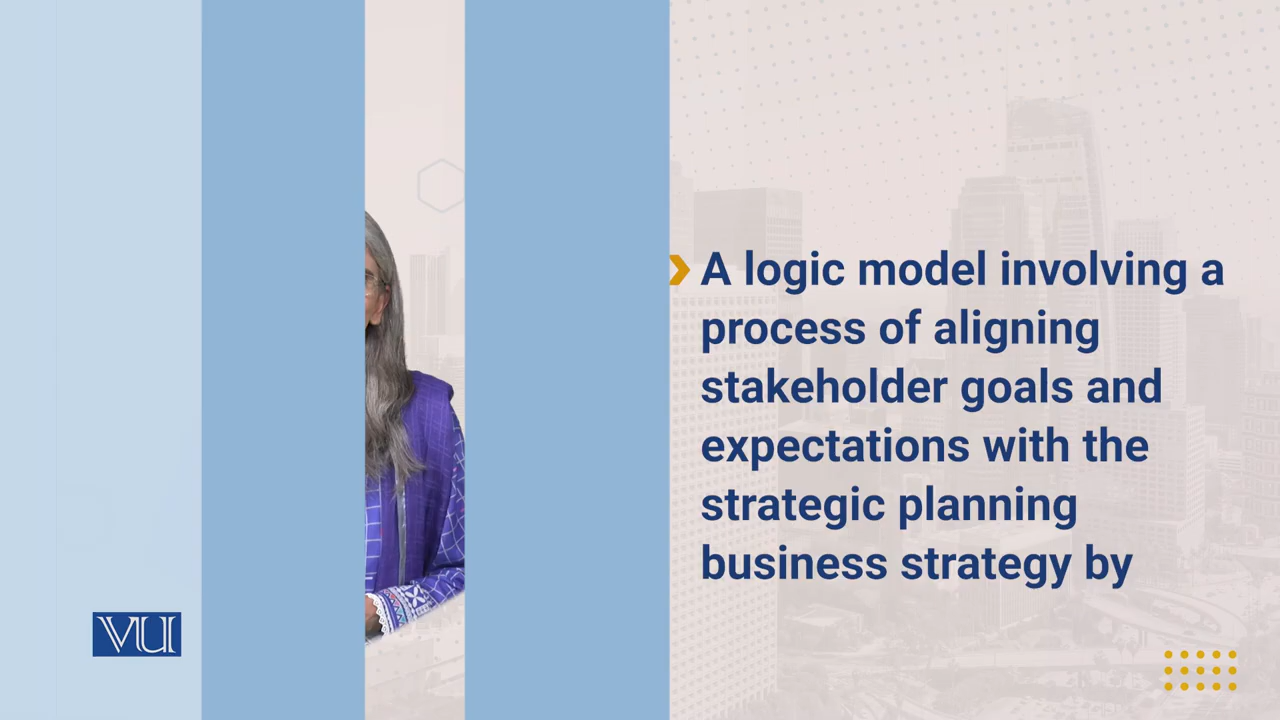 A logic model involving a
process of aligning
stakeholder goals and
expectations with the
strategic planning
business strategy by
VU